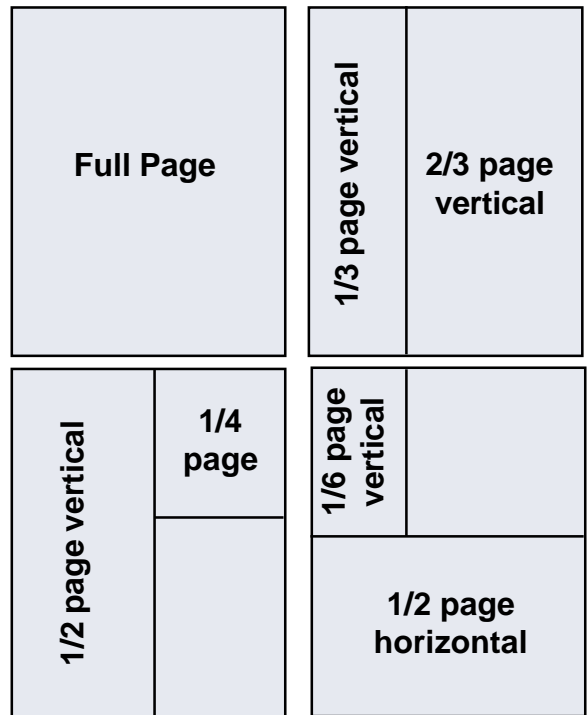 Full Page
1/3 page vertical
2/3 page
vertical
1/2 page vertical
1/4
page
1/6 page
vertical
1/2 page
horizontal